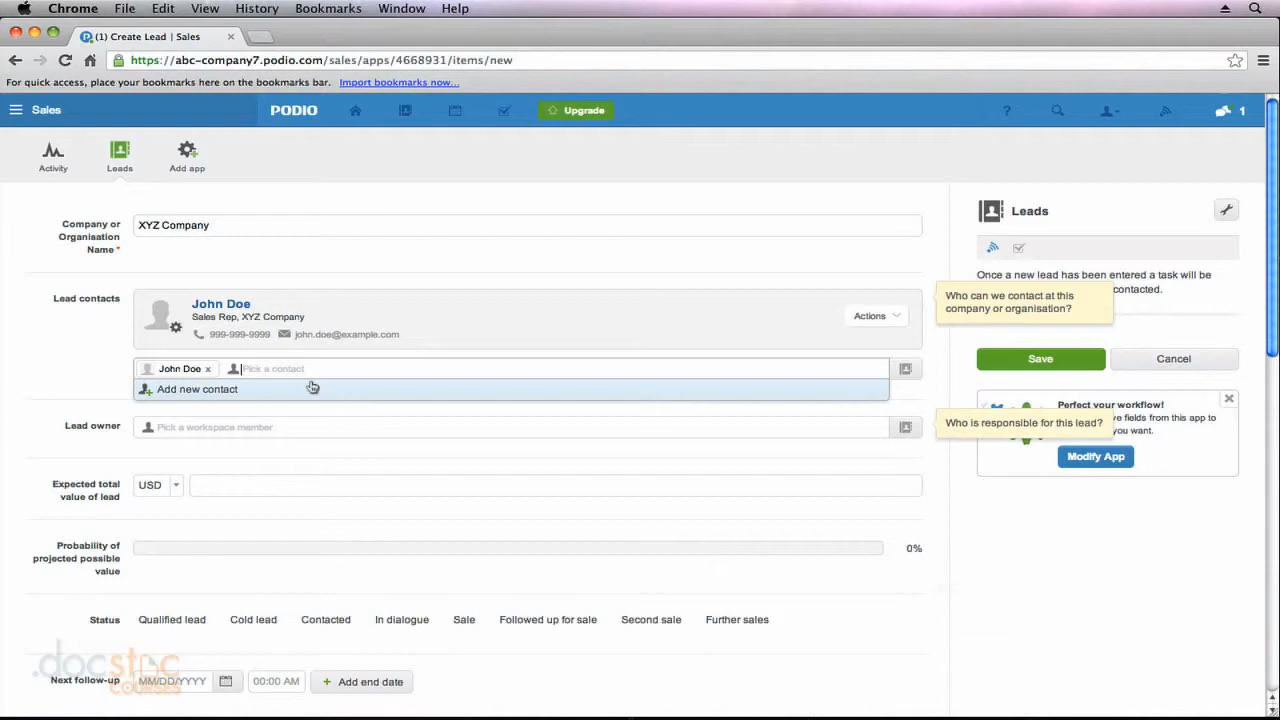 Chrome File Edit View History Bookmarks Window Help
(1) Create Lead | Sales
https://abc-company7.podio.com/sales/apps/4668931/items/new
For quick access, place your bookmarks here on the bookmarks bar. Import bookmarks now...
Sales PODIO Upgrade ? 1
Activity Leads Add app
Company or
Organisation
Name *
XYZ Company
Leads
Once a new lead has been entered a task will be
contacted.
Lead contacts
John Doe
Sales Rep, XYZ Company
999-999-9999 john.doe@example.com
Actions
Who can we contact at this
company or organisation?
John Doe x Pick a contact
Add new contact
Save Cancel
Lead owner
Pick a workspace member
Who is responsible for this lead?
Perfect your workflow!
fields from this app to
you want.
Modify App
Expected total
value of lead
USD
Probability of
projected possible
value
0%
Status Qualified lead Cold lead Contacted In dialogue Sale Followed up for sale Second sale Further sales
Next follow-up MM/DD/YYYY 00:00 AM + Add end date
.docstoc
COURSES